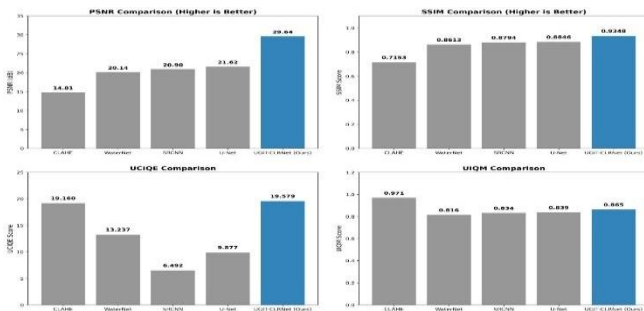 PSNR Comparison (Higher is Better)
PSNR (dB)
35
30
25
20
15
10
5
0
14.81
20.14
20.90
21.62
29.64
CLAHE
WaterNet
SRCNN
U-Net
SSIM Comparison (Higher is Better)
SSIM Score
1.0
0.8
0.6
0.4
0.2
0.0
0.7153
0.8612
0.8794
0.8846
0.9348
CLAHE
WaterNet
SRCNN
U-Net
UCIQE Comparison
UCIQE Score
25
20
15
10
5
0
19.160
13.237
6.492
9.877
19.579
CLAHE
WaterNet
SRCNN
U-Net
UIQM Comparison
UIQM Score
1.2
1.0
0.8
0.6
0.4
0.2
0.0
0.971
0.816
0.834
0.839
0.865
CLAHE
WaterNet
SRCNN
U-Net